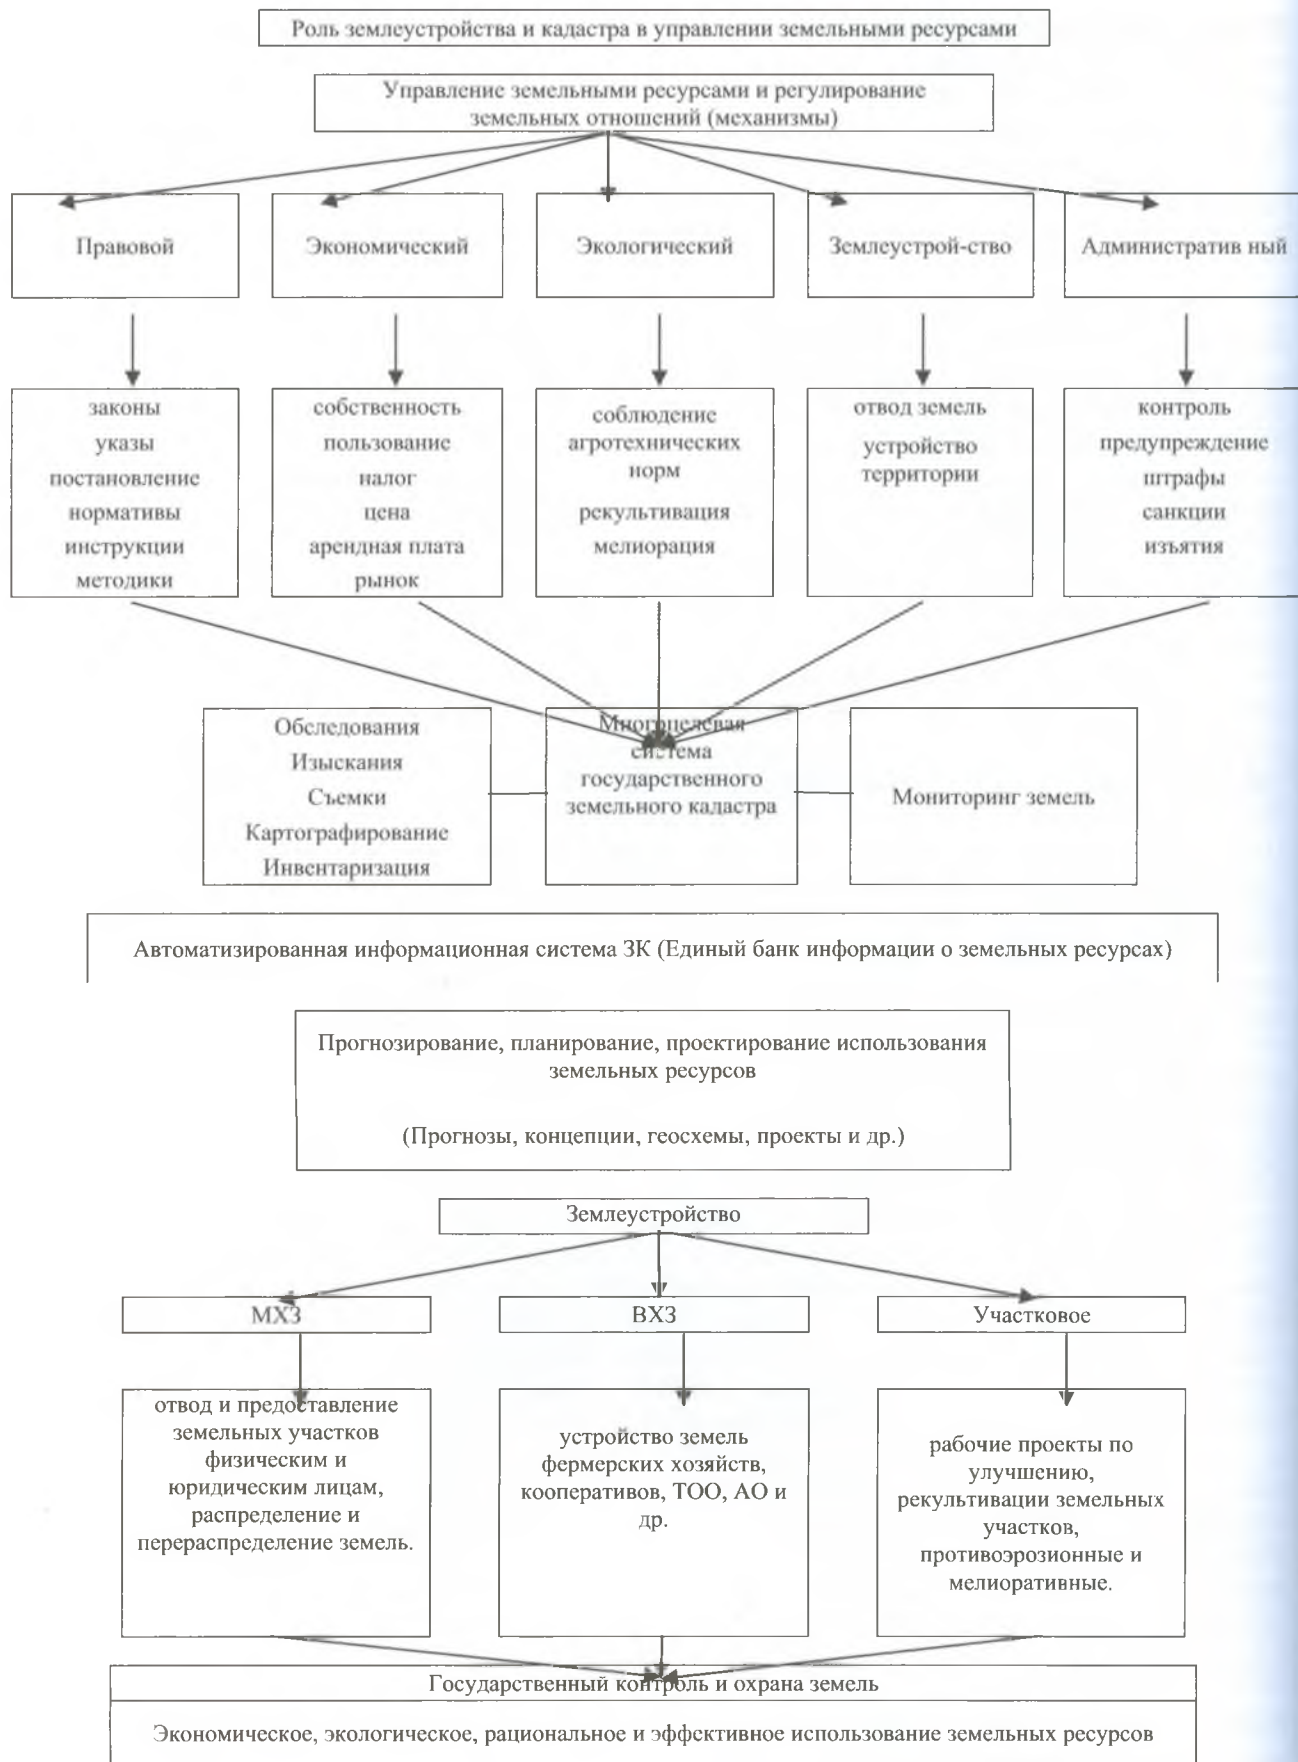 Роль землеустройства и кадастра в управлении земельными ресурсами
Управление земельными ресурсами и регулирование
земельных отношений (механизмы)
Правовой
Экономический
Экологический
Землеустрой-ство
Административ ный
законы
указы
постановление
нормативы
инструкции
методики
собственность
пользование
налог
цена
арендная плата
рынок
соблюдение
агротехнических
норм
рекультивация
мелиорация
отвод земель
устройство
территории
контроль
предупреждение
штрафы
санкции
изъятия
Обследования
Изыскания
Съемки
Картографирование
Инвентаризация
Многоцелевая
система
государственного
земельного кадастра
Мониторинг земель
Автоматизированная информационная система ЗК (Единый банк информации о земельных ресурсах)
Прогнозирование, планирование, проектирование использования
земельных ресурсов
(Прогнозы, концепции, геосхемы, проекты и др.)
Землеустройство
МХЗ
ВХЗ
Участковое
отвод и предоставление
земельных участков
физическим и
юридическим лицам,
распределение и
перераспределение земель.
устройство земель
фермерских хозяйств,
кооперативов, ТОО, АО и
др.
рабочие проекты по
улучшению,
рекультивации земельных
участков,
противоэрозионные и
мелиоративные.
Государственный контроль и охрана земель
Экономическое, экологическое, рациональное и эффективное использование земельных ресурсов